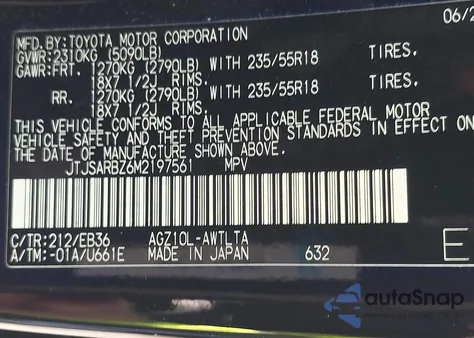 06/2
MFD.BY:TOYOTA MOTOR CORPORATION
GVWR:2310KG (5090LB)
GAWR:FRT. 1270KG (2790LB) WITH 235/55R18 TIRES.
18X7 1/2J RIMS.
RR. 1270KG (2790LB) WITH 235/55R18 TIRES.
18X7 1/2J RIMS.
THIS VEHICLE CONFORMS TO ALL APPLICABLE FEDERAL MOTOR
VEHICLE SAFETY AND THEFT PREVENTION STANDARDS IN EFFECT ON
THE DATE OF MANUFACTURE SHOWN ABOVE.
JTJSARBZ6M2197561 MPV
C/TR:212/EB36 AGZ10L-AWTLTA
A/TM:-01A/U661E MADE IN JAPAN 632 E
autoSnap